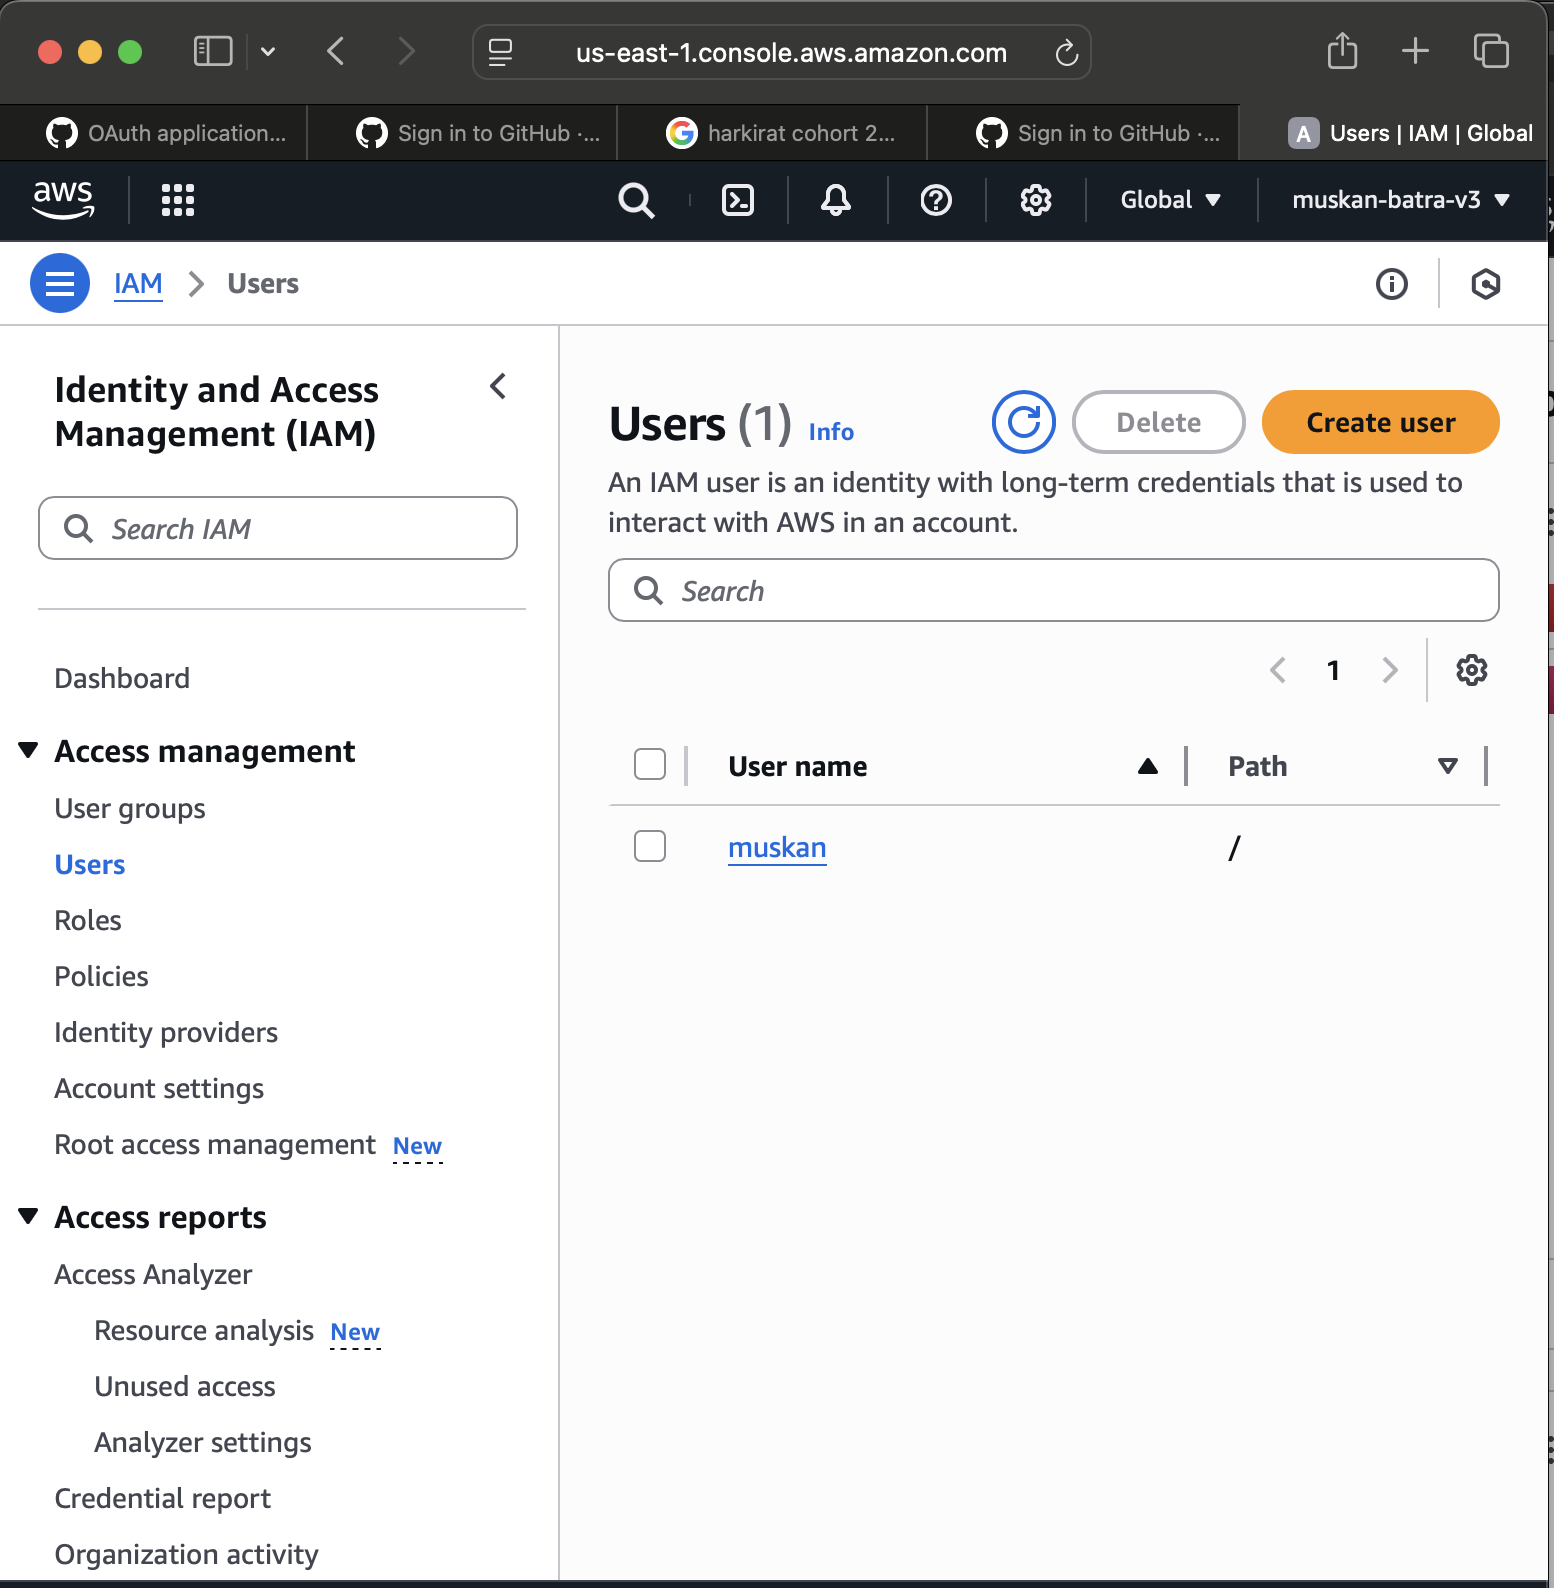 us-east-1.console.aws.amazon.com
OAuth application...
Sign in to GitHub ·...
harkirat cohort 2...
Sign in to GitHub ·...
A Users | IAM | Global
aws
Global
muskan-batra-v3
IAM
Users
Identity and Access
Management (IAM)
Search IAM
Dashboard
Access management
User groups
Users
Roles
Policies
Identity providers
Account settings
Root access management New
Access reports
Access Analyzer
Resource analysis New
Unused access
Analyzer settings
Credential report
Organization activity
Users (1) Info
Delete
Create user
An IAM user is an identity with long-term credentials that is used to
interact with AWS in an account.
Search
1
User name
Path
muskan
/